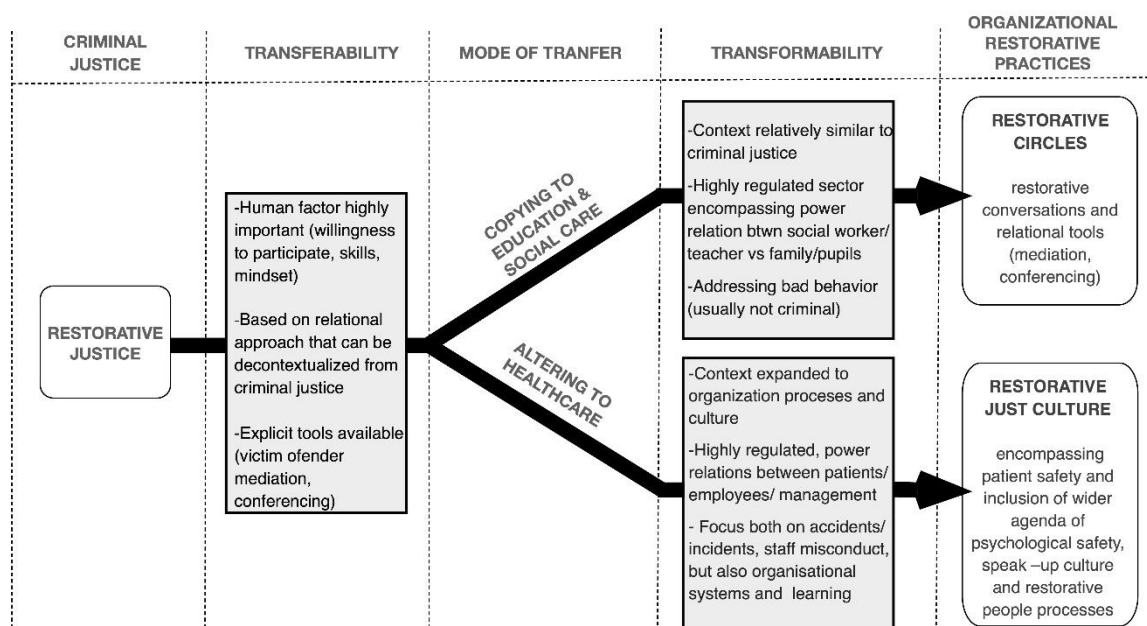 CRIMINAL
JUSTICE
TRANSFERABILITY
MODE OF TRANFER
TRANSFORMABILITY
ORGANIZATIONAL
RESTORATIVE
PRACTICES
RESTORATIVE
JUSTICE
-Human factor highly
important (willingness
to participate, skills,
mindset)
-Based on relational
approach that can be
decontextualized from
criminal justice
-Explicit tools available
(victim ofender
mediation,
conferencing)
COPYING TO
EDUCATION &
SOCIAL CARE
-Context relatively similar to
criminal justice
-Highly regulated sector
encompassing power
relation btwn social worker/
teacher vs family/pupils
-Addressing bad behavior
(usually not criminal)
RESTORATIVE
CIRCLES
restorative
conversations and
relational tools
(mediation,
conferencing)
ALTERING TO
HEALTHCARE
-Context expanded to
organization proceses and
culture
-Highly regulated, power
relations between patients/
employees/ management
- Focus both on accidents/
incidents, staff misconduct,
but also organisational
systems and learning
RESTORATIVE
JUST CULTURE
encompassing
patient safety and
inclusion of wider
agenda of
psychological safety,
speak –up culture
and restorative
people processes